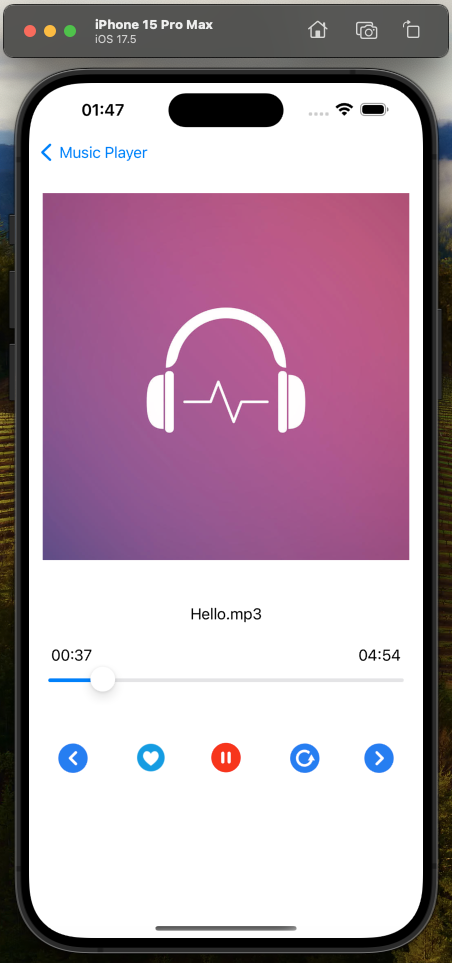 iPhone 15 Pro Max
iOS 17.5
01:47
Music Player
Hello.mp3
00:37
04:54